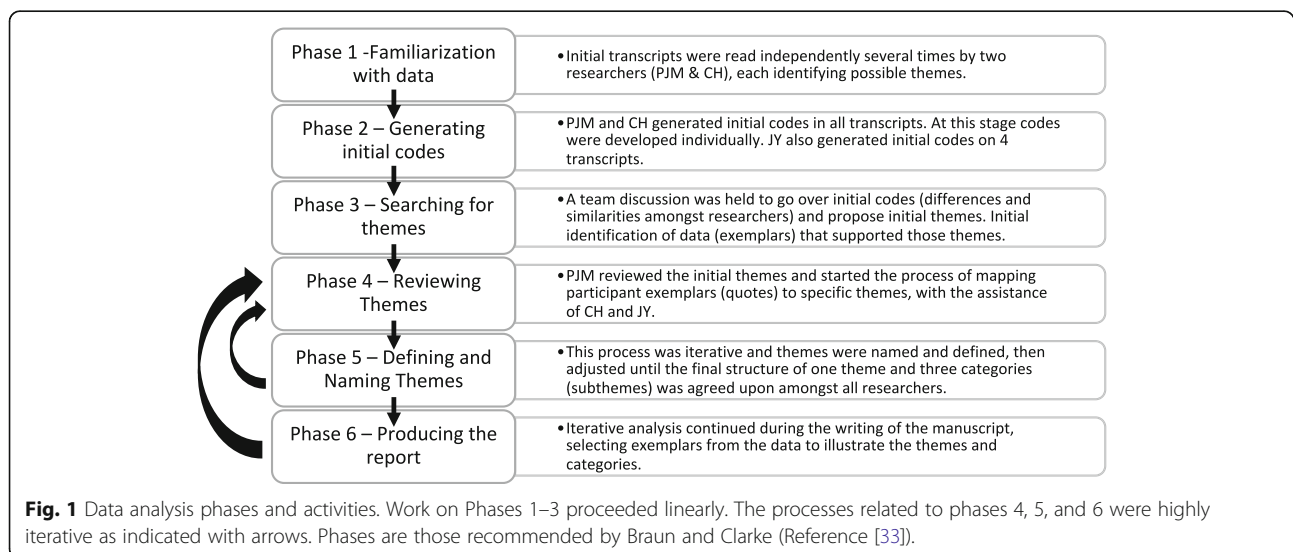 Phase 1 -Familiarization
with data
•Initial transcripts were read independently several times by two
researchers (PJM & CH), each identifying possible themes.
Phase 2 – Generating
initial codes
•PJM and CH generated initial codes in all transcripts. At this stage codes
were developed individually. JY also generated initial codes on 4
transcripts.
Phase 3 – Searching for
themes
•A team discussion was held to go over initial codes (differences and
similarities amongst researchers) and propose initial themes. Initial
identification of data (exemplars) that supported those themes.
Phase 4 – Reviewing
Themes
•PJM reviewed the initial themes and started the process of mapping
participant exemplars (quotes) to specific themes, with the assistance
of CH and JY.
Phase 5 – Defining and
Naming Themes
•This process was iterative and themes were named and defined, then
adjusted until the final structure of one theme and three categories
(subthemes) was agreed upon amongst all researchers.
Phase 6 – Producing the
report
•Iterative analysis continued during the writing of the manuscript,
selecting exemplars from the data to illustrate the themes and
categories.
Fig. 1 Data analysis phases and activities. Work on Phases 1–3 proceeded linearly. The processes related to phases 4, 5, and 6 were highly
iterative as indicated with arrows. Phases are those recommended by Braun and Clarke (Reference [33]).